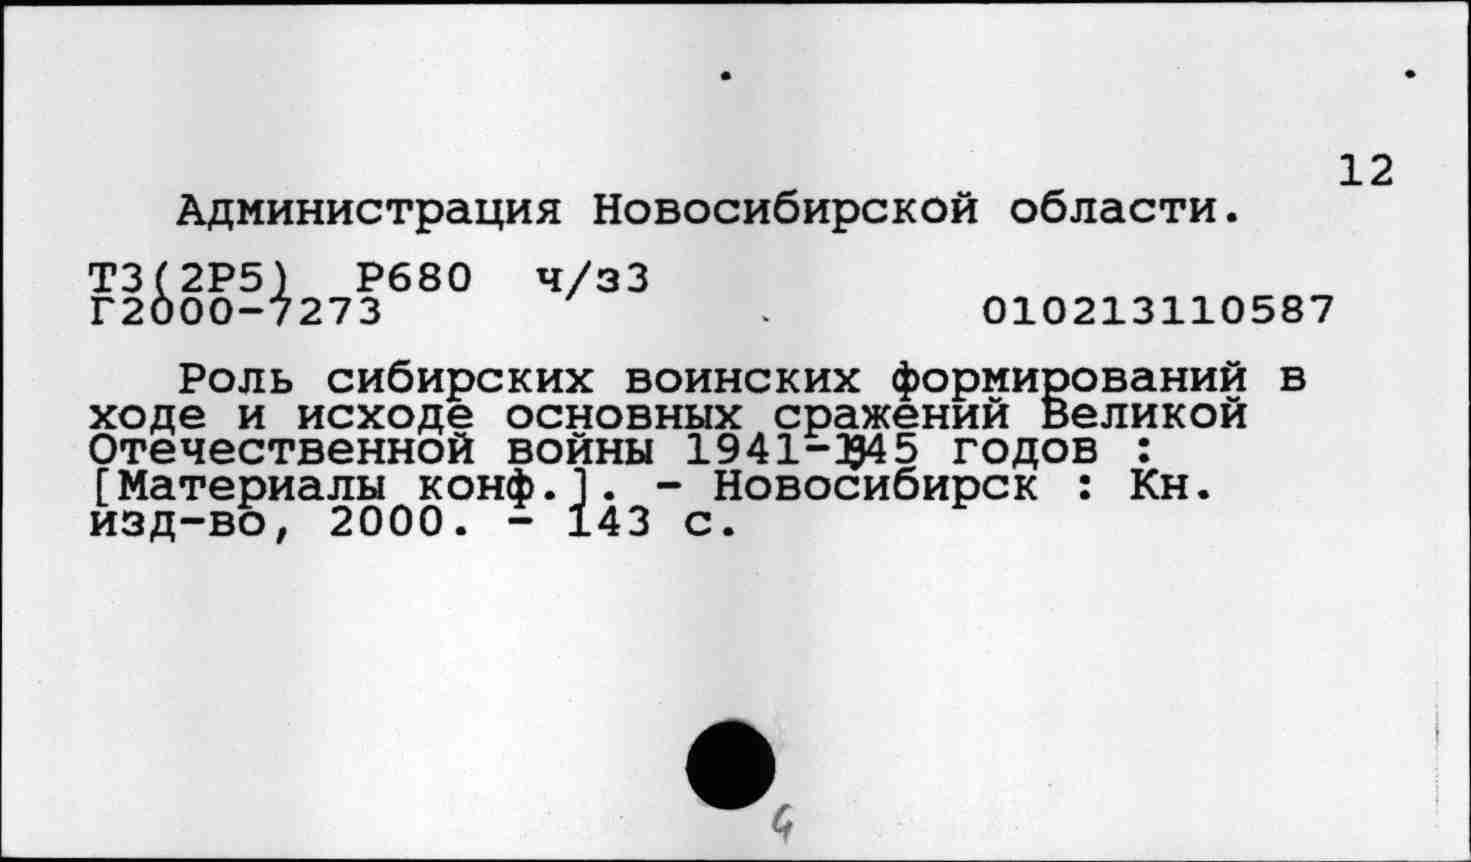 12
Администрация Новосибирской области.
Т3(2Р5) Р680 ч/з3
Г2000-7273 010213110587
Роль сибирских воинских формирований в
ходе и исходе основных сражений Великой
Отечественной войны 1941-1945 годов :
[Материалы конф.]. - Новосибирск : Кн.
изд-во, 2000. - 143 с.